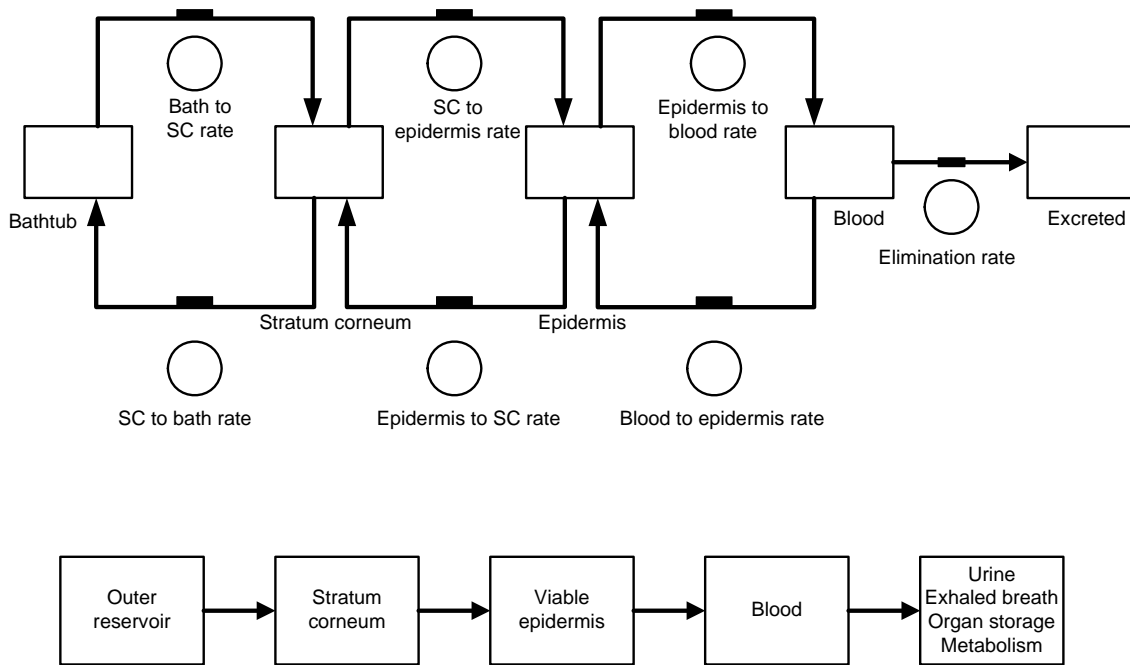 Bath to
SC rate
SC to
epidermis rate
Epidermis to
blood rate
Bathtub
Blood
Excreted
Elimination rate
Stratum corneum
Epidermis
SC to bath rate
Epidermis to SC rate
Blood to epidermis rate
Outer
reservoir
Stratum
corneum
Viable
epidermis
Blood
Urine
Exhaled breath
Organ storage
Metabolism